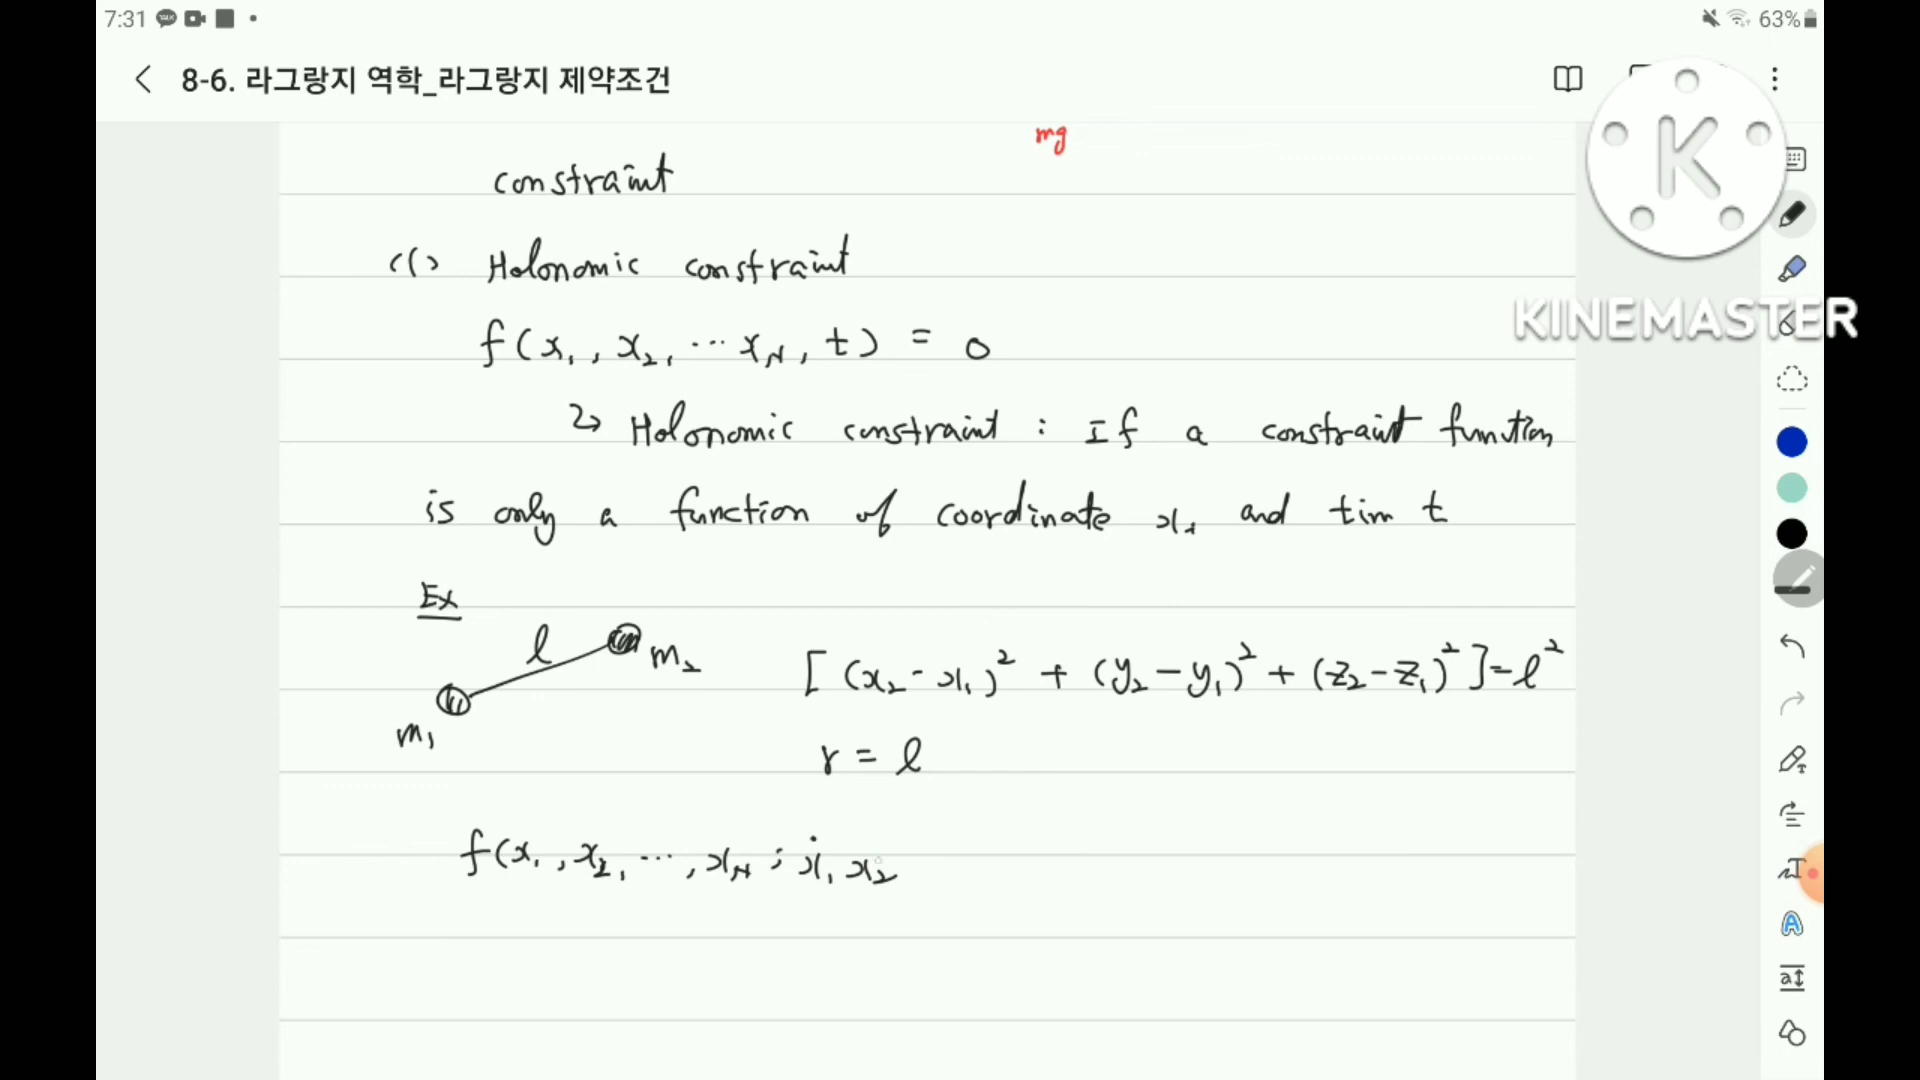 7:31
63%
8-6. 라그랑지 역학_라그랑지 제약조건
K
KINEMASTER
mg
constraint
(1) Holonomic constraint
f(x₁, x₂, ... x_N, t) = 0
↳ Holonomic constraint : If a constraint function
is only a function of coordinate x_i and tim t
Ex
l
m₂
m₁
[(x₂-x₁)² + (y₂-y₁)² + (z₂-z₁)²]=l²
r = l
f(x₁, x₂, ..., x_N ; ẋ₁ x₂